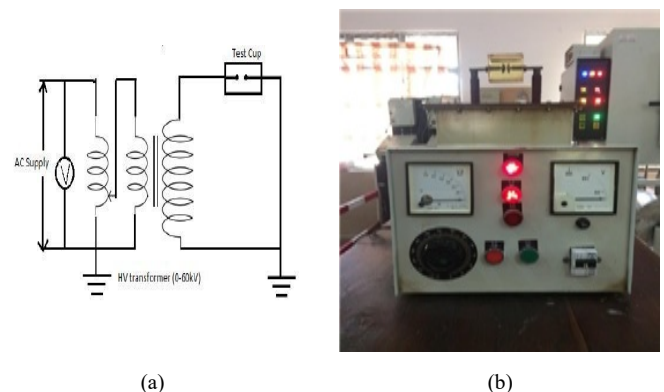 Test Cup
AC Supply
V
HV transformer (0-60kV)
(a)
(b)